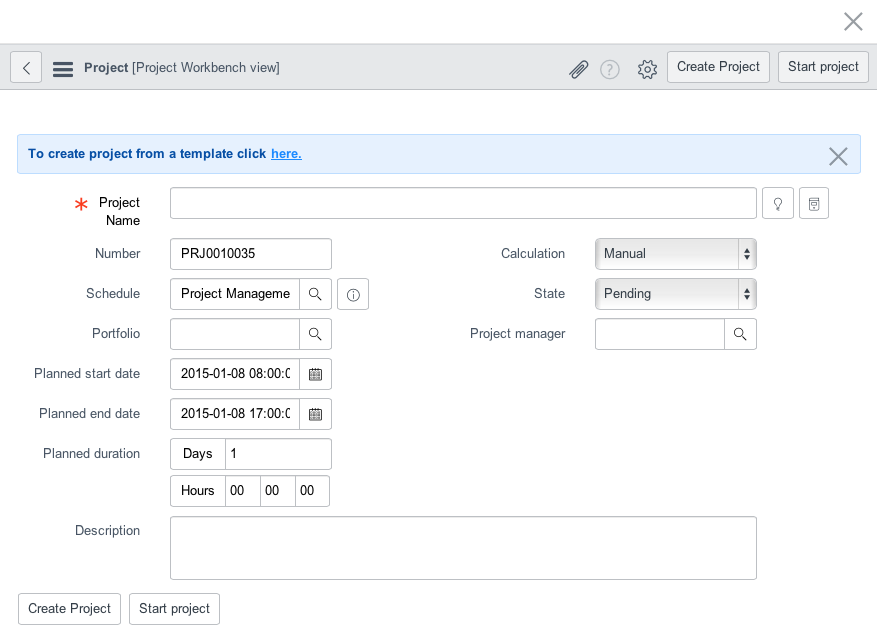 Project [Project Workbench view]
?
Create Project
Start project
To create project from a template click here.
Project
Name
Number
PRJ0010035
Calculation
Manual
Schedule
Project Manageme
State
Pending
Portfolio
Project manager
Planned start date
2015-01-08 08:00:0
Planned end date
2015-01-08 17:00:0
Planned duration
Days
1
Hours
00
00
00
Description
Create Project
Start project